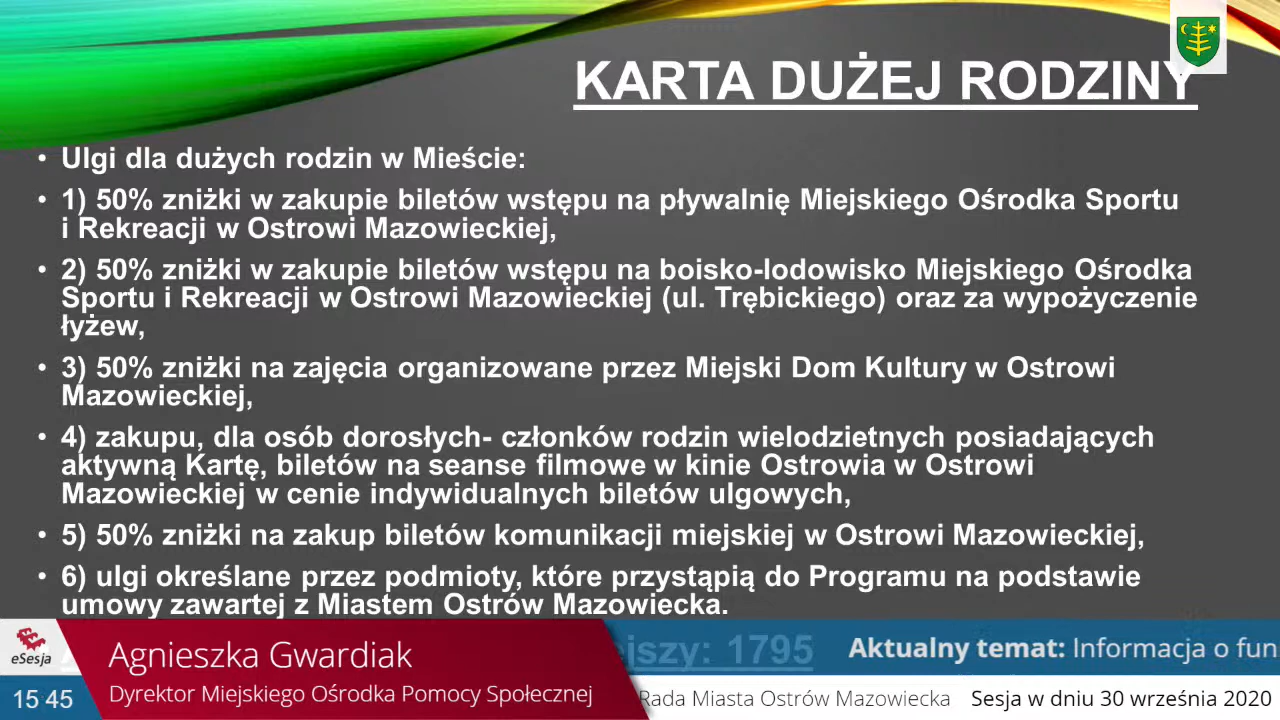 KARTA DUŻEJ RODZINY
• Ulgi dla dużych rodzin w Mieście:
• 1) 50% zniżki w zakupie biletów wstępu na pływalnię Miejskiego Ośrodka Sportu
i Rekreacji w Ostrowi Mazowieckiej,
• 2) 50% zniżki w zakupie biletów wstępu na boisko-lodowisko Miejskiego Ośrodka
Sportu i Rekreacji w Ostrowi Mazowieckiej (ul. Trębickiego) oraz za wypożyczenie
łyżew,
• 3) 50% zniżki na zajęcia organizowane przez Miejski Dom Kultury w Ostrowi
Mazowieckiej,
• 4) zakupu, dla osób dorosłych- członków rodzin wielodzietnych posiadających
aktywną Kartę, biletów na seanse filmowe w kinie Ostrowia w Ostrowi
Mazowieckiej w cenie indywidualnych biletów ulgowych,
• 5) 50% zniżki na zakup biletów komunikacji miejskiej w Ostrowi Mazowieckiej,
• 6) ulgi określane przez podmioty, które przystąpią do Programu na podstawie
umowy zawartej z Miastem Ostrów Mazowiecka.
1795
eSesja
Agnieszka Gwardiak
Aktualny temat: Informacja o fun
15 45
Dyrektor Miejskiego Ośrodka Pomocy Społecznej
Rada Miasta Ostrów Mazowiecka Sesja w dniu 30 września 2020